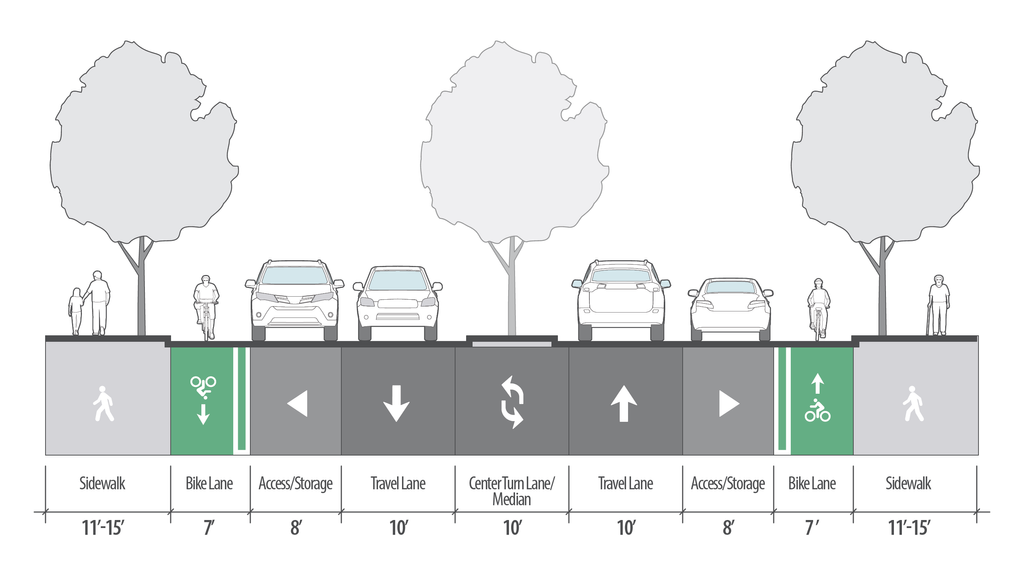 Sidewalk Bike Lane Access/Storage Travel Lane Center Turn Lane/ Travel Lane Access/Storage Bike Lane Sidewalk
Median
11'-15' 7' 8' 10' 10' 10' 8' 7' 11'-15'